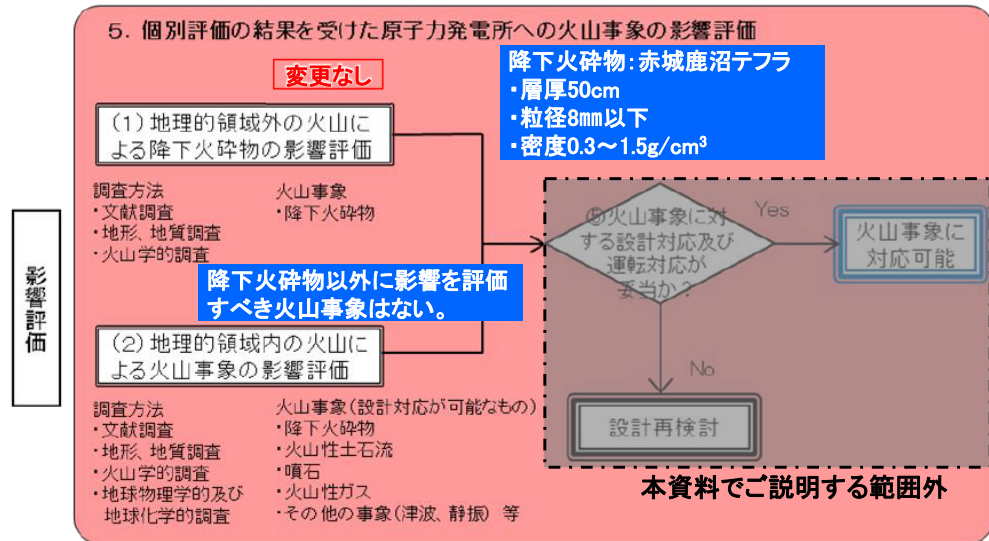 5. 個別評価の結果を受けた原子力発電所への火山事象の影響評価
変更なし
降下火砕物:赤城鹿沼テフラ
・層厚50cm
・粒径8mm以下
・密度0.3~1.5g/cm³
(1)地理的領域外の火山に
よる降下火砕物の影響評価
調査方法
・文献調査
・地形、地質調査
・火山学的調査
火山事象
・降下火砕物
影響評価
降下火砕物以外に影響を評価
すべき火山事象はない。
(2)地理的領域内の火山に
よる火山事象の影響評価
調査方法
・文献調査
・地形、地質調査
・火山学的調査
・地球物理学的及び
地球化学的調査
火山事象(設計対応が可能なもの)
・降下火砕物
・火山性土石流
・噴石
・火山性ガス
・その他の事象(津波、静振) 等
⑤火山事象に対
する設計対応及び
運転対応が
妥当か?
Yes
火山事象に
対応可能
No
設計再検討
本資料でご説明する範囲外